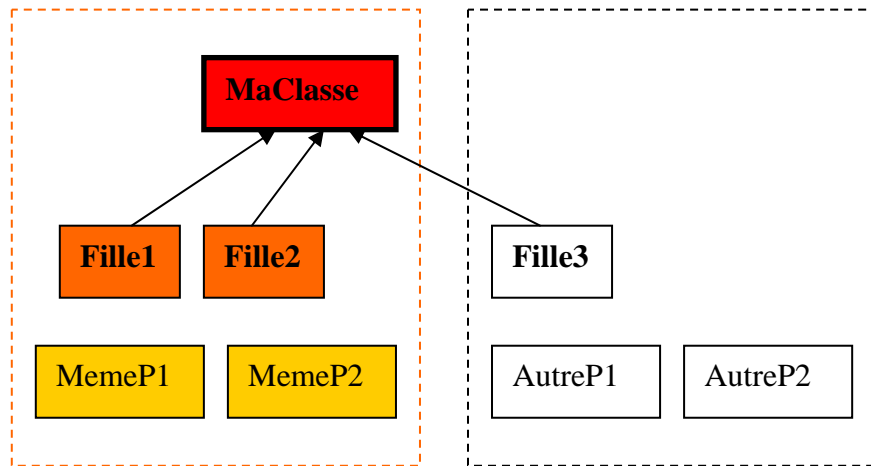 MaClasse
Fille1
Fille2
Fille3
MemeP1
MemeP2
AutreP1
AutreP2